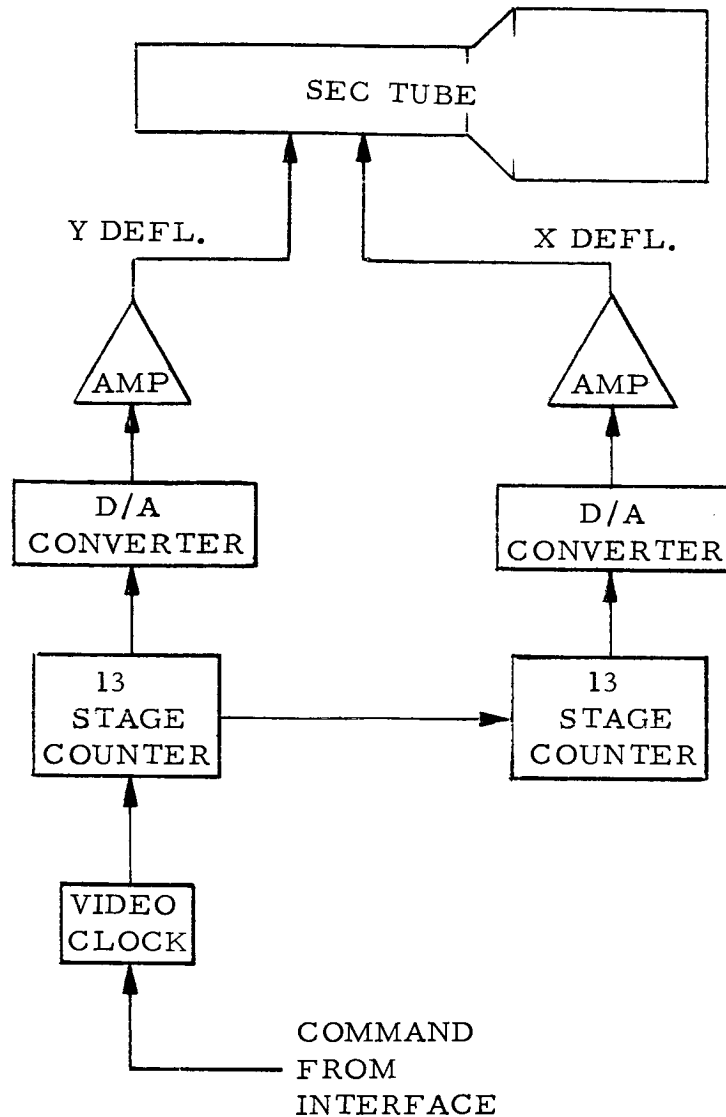 SEC TUBE
Y DEFL.
X DEFL.
AMP
AMP
D/A
CONVERTER
D/A
CONVERTER
13
STAGE
COUNTER
13
STAGE
COUNTER
VIDEO
CLOCK
COMMAND
FROM
INTERFACE